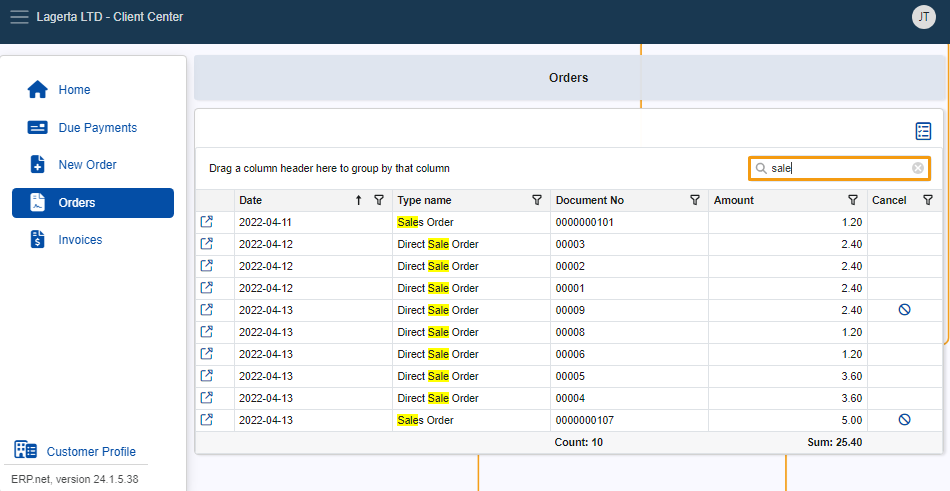 Lagerta LTD - Client Center
JT
Home
Due Payments
New Order
Orders
Invoices
Customer Profile
ERP.net, version 24.1.5.38
Orders
Drag a column header here to group by that column
sale
Date Type name Document No Amount Cancel
2022-04-11 Sales Order 0000000101 1.20
2022-04-12 Direct Sale Order 00003 2.40
2022-04-12 Direct Sale Order 00002 2.40
2022-04-12 Direct Sale Order 00001 2.40
2022-04-13 Direct Sale Order 00009 2.40
2022-04-13 Direct Sale Order 00008 1.20
2022-04-13 Direct Sale Order 00006 1.20
2022-04-13 Direct Sale Order 00005 3.60
2022-04-13 Direct Sale Order 00004 3.60
2022-04-13 Sales Order 0000000107 5.00
Count: 10 Sum: 25.40